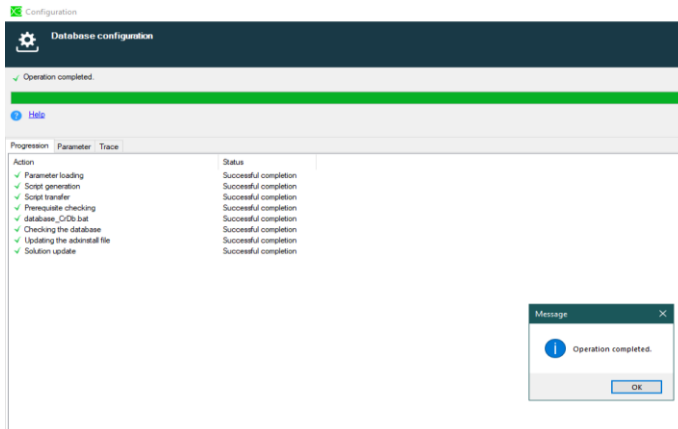 Configuration
Database configuration
Operation completed.
Help
Progression Parameter Trace
Action Status
Parameter loading Successful completion
Script generation Successful completion
Script transfer Successful completion
Prerequisite checking Successful completion
database_CrDb.bat Successful completion
Checking the database Successful completion
Updating the adxinstall file Successful completion
Solution update Successful completion
Message
Operation completed.
OK